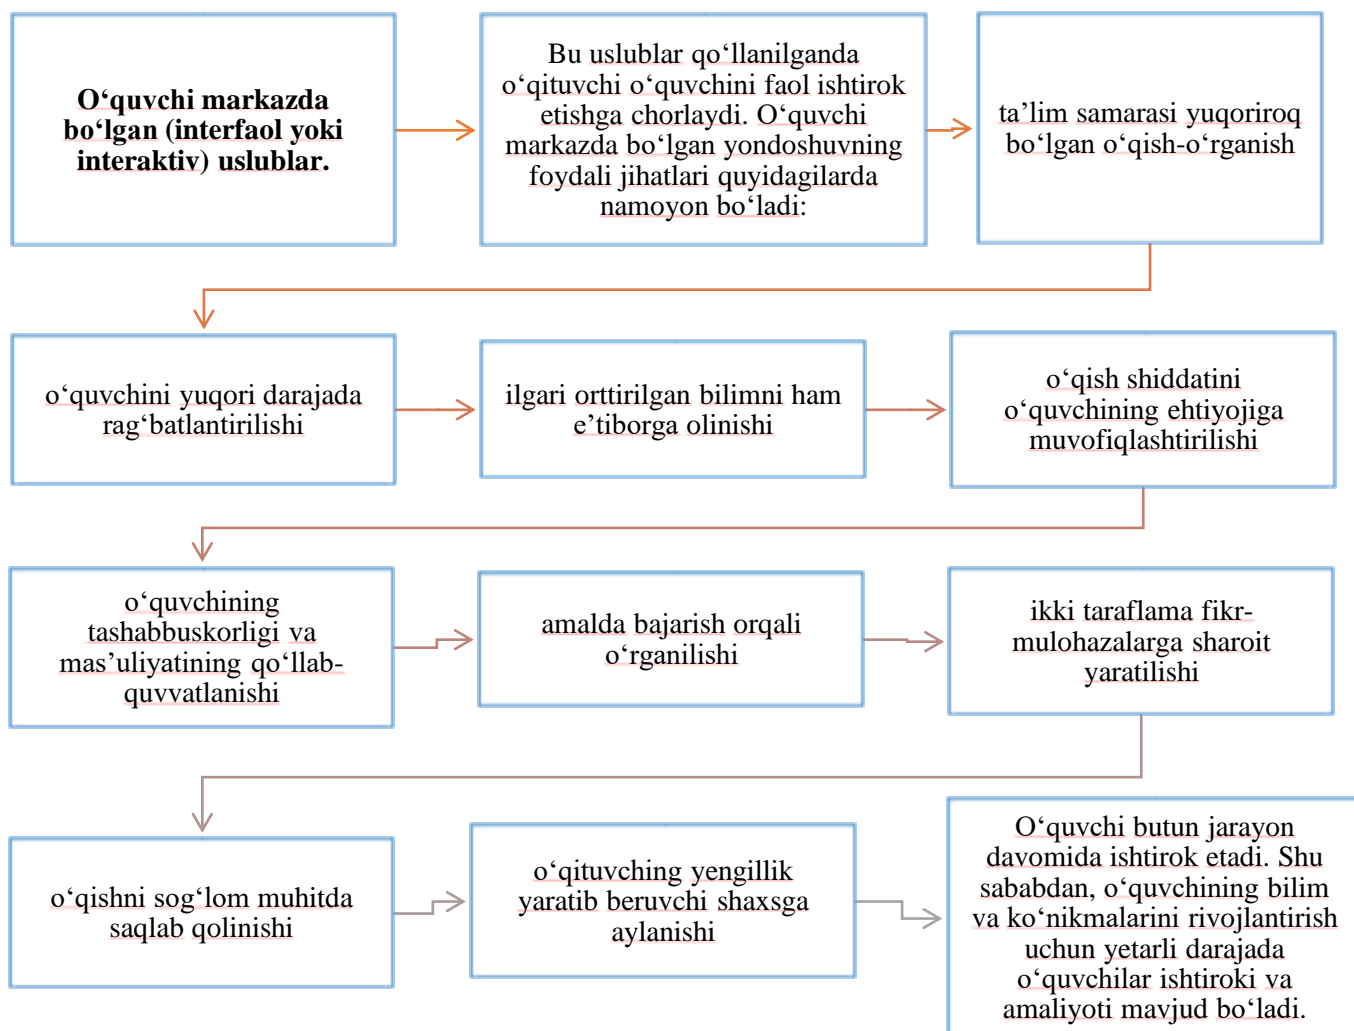 O‘quvchi markazda
bo‘lgan (interfaol yoki
interaktiv) uslublar.
Bu uslublar qo‘llanilganda
o‘qituvchi o‘quvchini faol ishtirok
etishga chorlaydi. O‘quvchi
markazda bo‘lgan yondoshuvning
foydali jihatlari quyidagilarda
namoyon bo‘ladi:
ta’lim samarasi yuqoriroq
bo‘lgan o‘qish-o‘rganish
o‘quvchini yuqori darajada
rag‘batlantirilishi
ilgari orttirilgan bilimni ham
e’tiborga olinishi
o‘qish shiddatini
o‘quvchining ehtiyojiga
muvofiqlashtirilishi
o‘quvchining
tashabbuskorligi va
mas’uliyatining qo‘llab-
quvvatlanishi
amalda bajarish orqali
o‘rganilishi
ikki taraflama fikr-
mulohazalarga sharoit
yaratilishi
o‘qishni sog‘lom muhitda
saqlab qolinishi
o‘qituvching yengillik
yaratib beruvchi shaxsga
aylanishi
O‘quvchi butun jarayon
davomida ishtirok etadi. Shu
sababdan, o‘quvchining bilim
va ko‘nikmalarini rivojlantirish
uchun yetarli darajada
o‘quvchilar ishtiroki va
amaliyoti mavjud bo‘ladi.